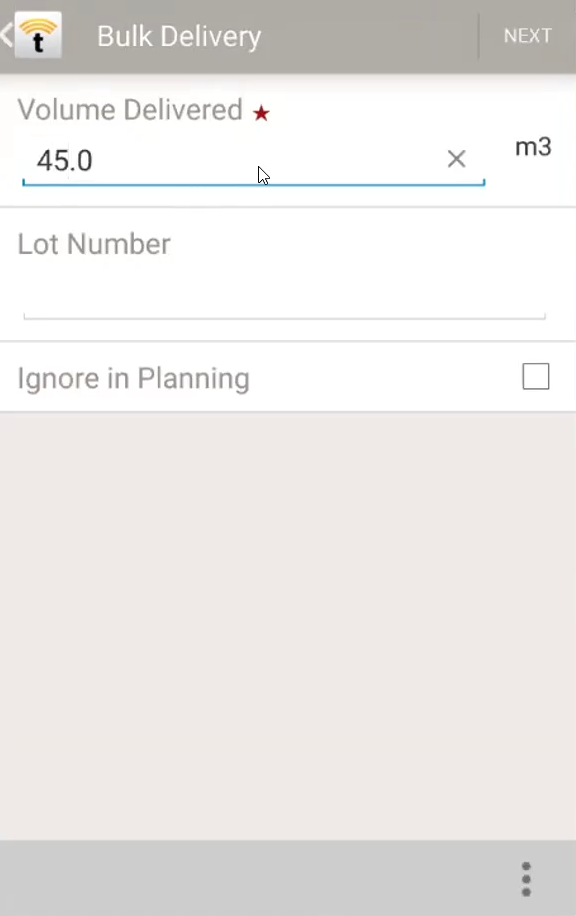 t Bulk Delivery NEXT
Volume Delivered ★
45.0 m3
Lot Number
Ignore in Planning